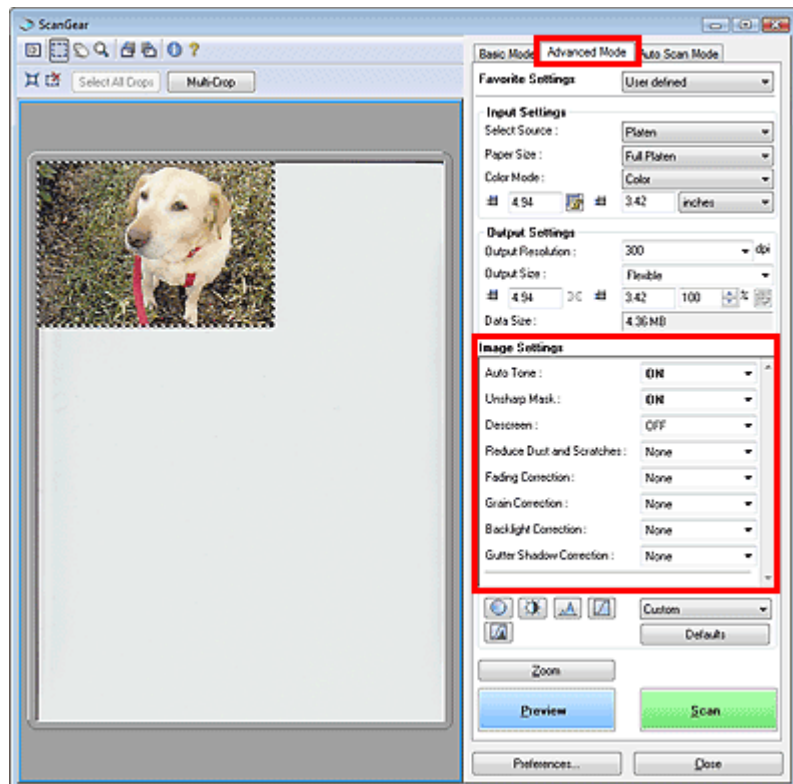 ScanGear
Select All Crops Multi-Crop
Basic Mode Advanced Mode Auto Scan Mode
Favorite Settings User defined
Input Settings
Select Source : Platen
Paper Size : Full Platen
Color Mode : Color
4.94 3.42 inches
Output Settings
Output Resolution : 300 dpi
Output Size : Flexible
4.94 3.42 100 %
Data Size : 4.36 MB
Image Settings
Auto Tone : ON
Unsharp Mask : ON
Descreen : OFF
Reduce Dust and Scratches : None
Fading Correction : None
Grain Correction : None
Backlight Correction : None
Gutter Shadow Correction : None
Custom
Defaults
Zoom
Preview Scan
Preferences... Close